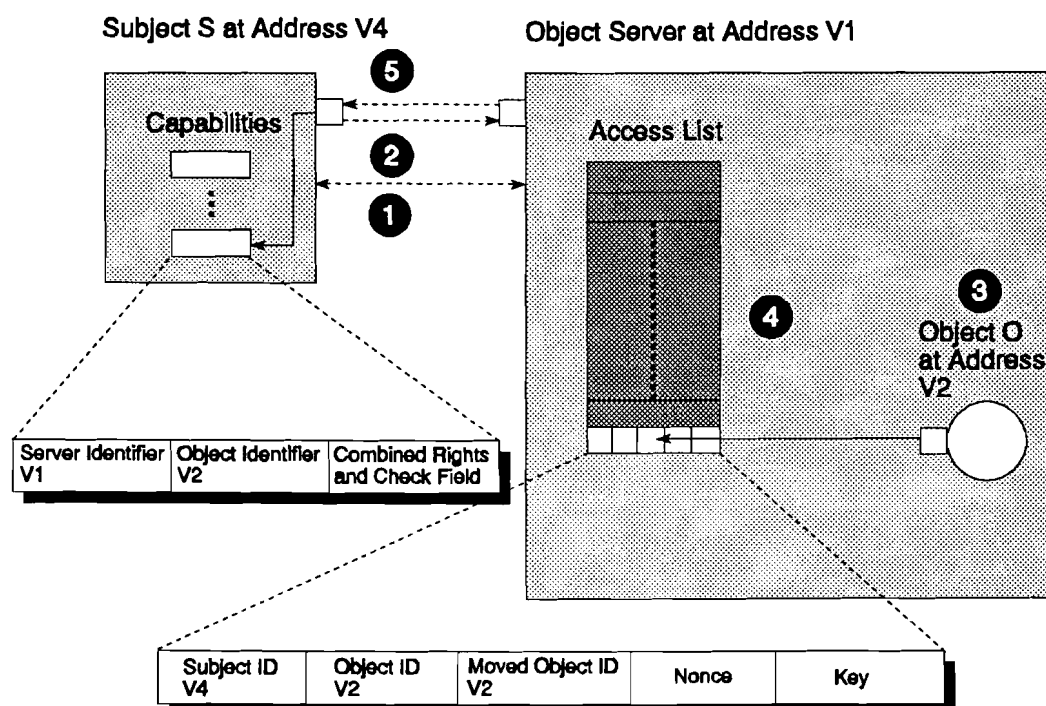 Subject S at Address V4
Object Server at Address V1
5
Capabilities
Access List
2
1
3
4
Object O
at Address
V2
Server Identifier
V1
Object Identifier
V2
Combined Rights
and Check Field
Subject ID
V4
Object ID
V2
Moved Object ID
V2
Nonce
Key